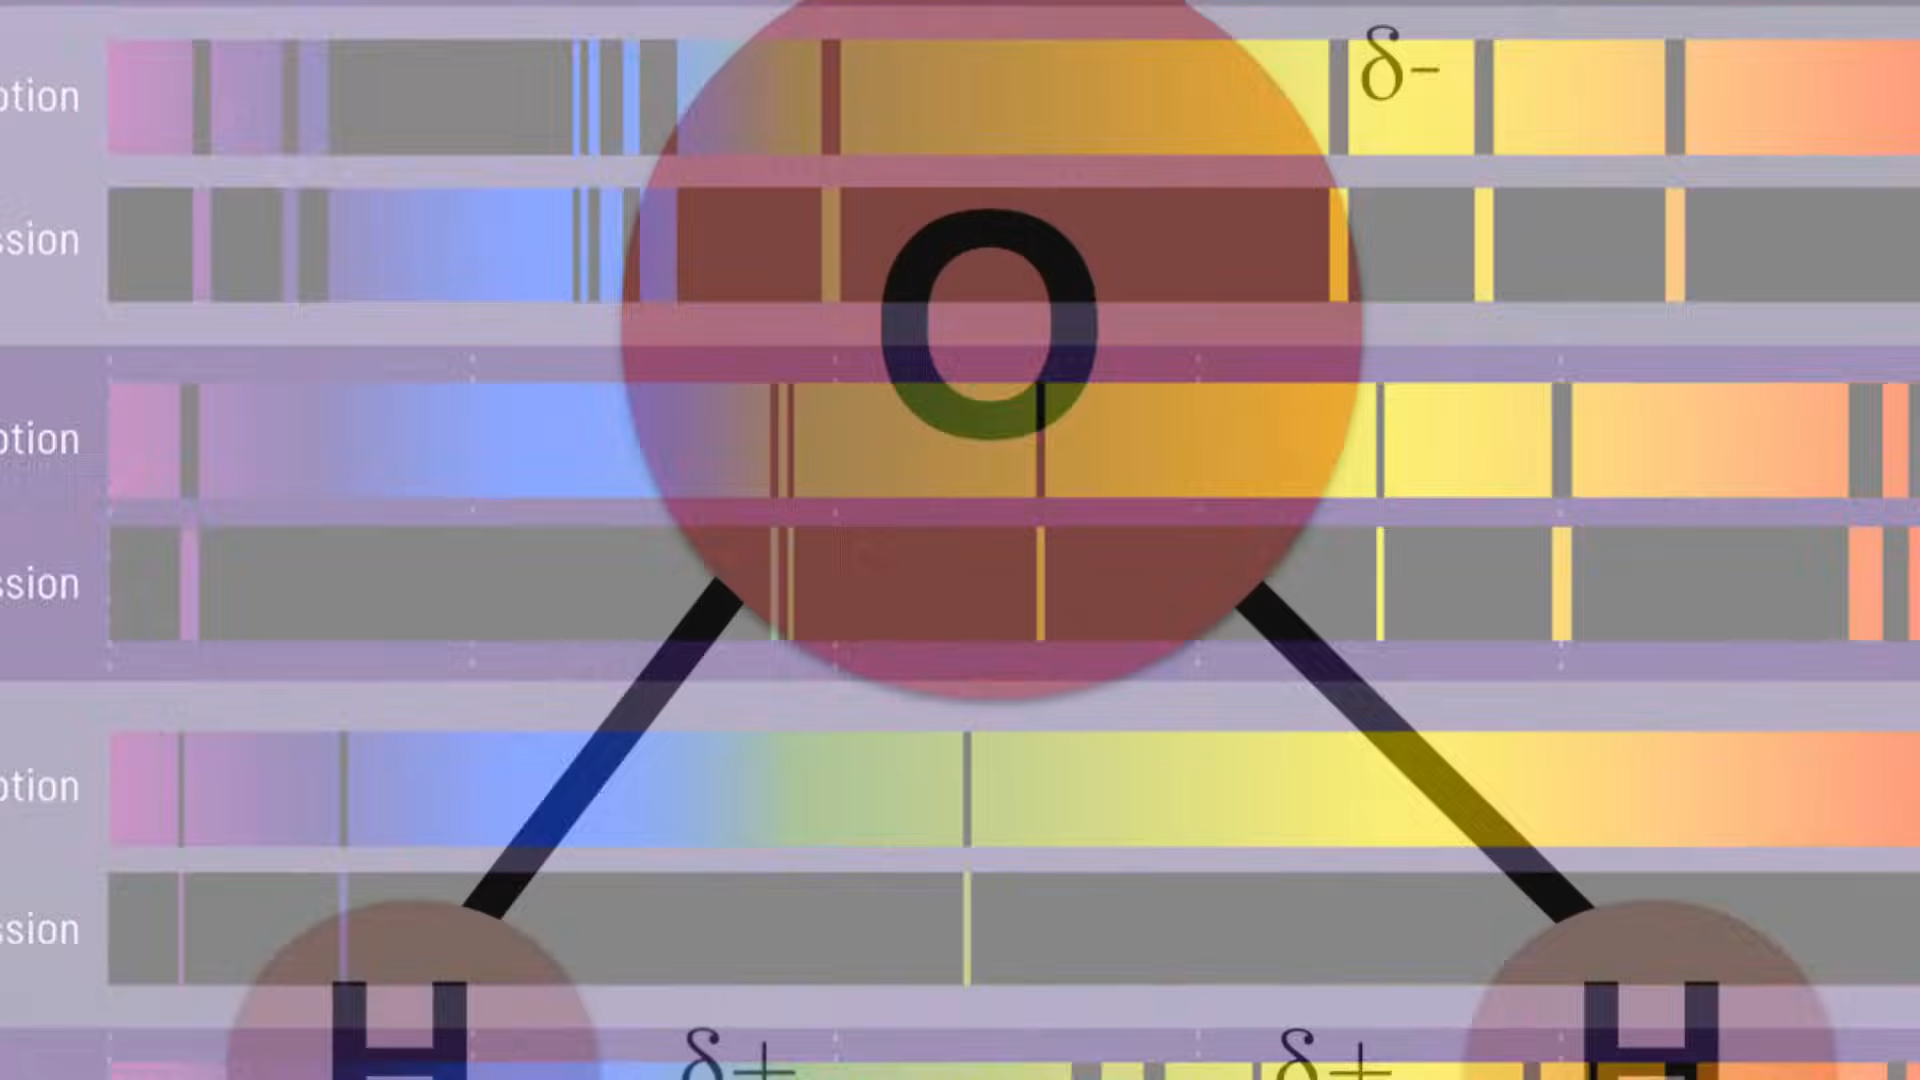 ption
δ-
ssion
O
ption
ssion
ption
ssion
H δ+ δ+ H